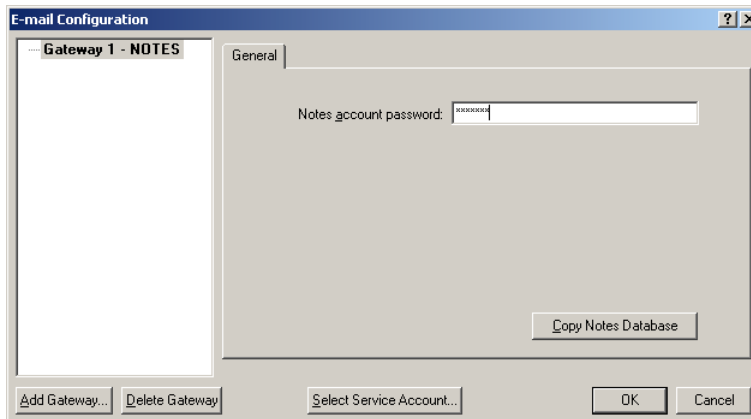 E-mail Configuration
Gateway 1 - NOTES
General
Notes account password: ×××××××
Copy Notes Database
Add Gateway... Delete Gateway Select Service Account... OK Cancel